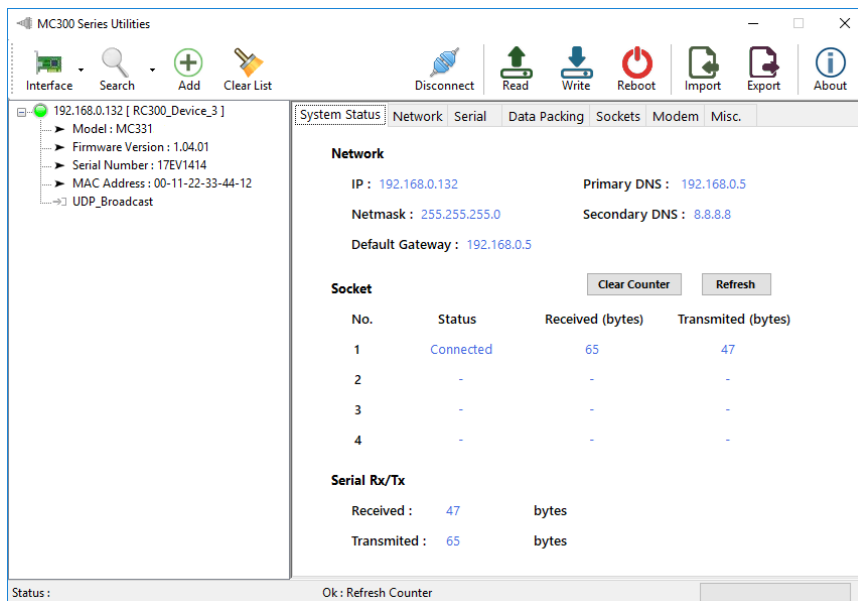 MC300 Series Utilities
Interface Search Add Clear List Disconnect Read Write Reboot Import Export About
192.168.0.132 [ RC300_Device_3 ]
Model : MC331
Firmware Version : 1.04.01
Serial Number : 17EV1414
MAC Address : 00-11-22-33-44-12
UDP_Broadcast
System Status Network Serial Data Packing Sockets Modem Misc.
Network
IP : 192.168.0.132 Primary DNS : 192.168.0.5
Netmask : 255.255.255.0 Secondary DNS : 8.8.8.8
Default Gateway : 192.168.0.5
Socket Clear Counter Refresh
No. Status Received (bytes) Transmited (bytes)
1 Connected 65 47
2 - - -
3 - - -
4 - - -
Serial Rx/Tx
Received : 47 bytes
Transmited : 65 bytes
Status : Ok : Refresh Counter